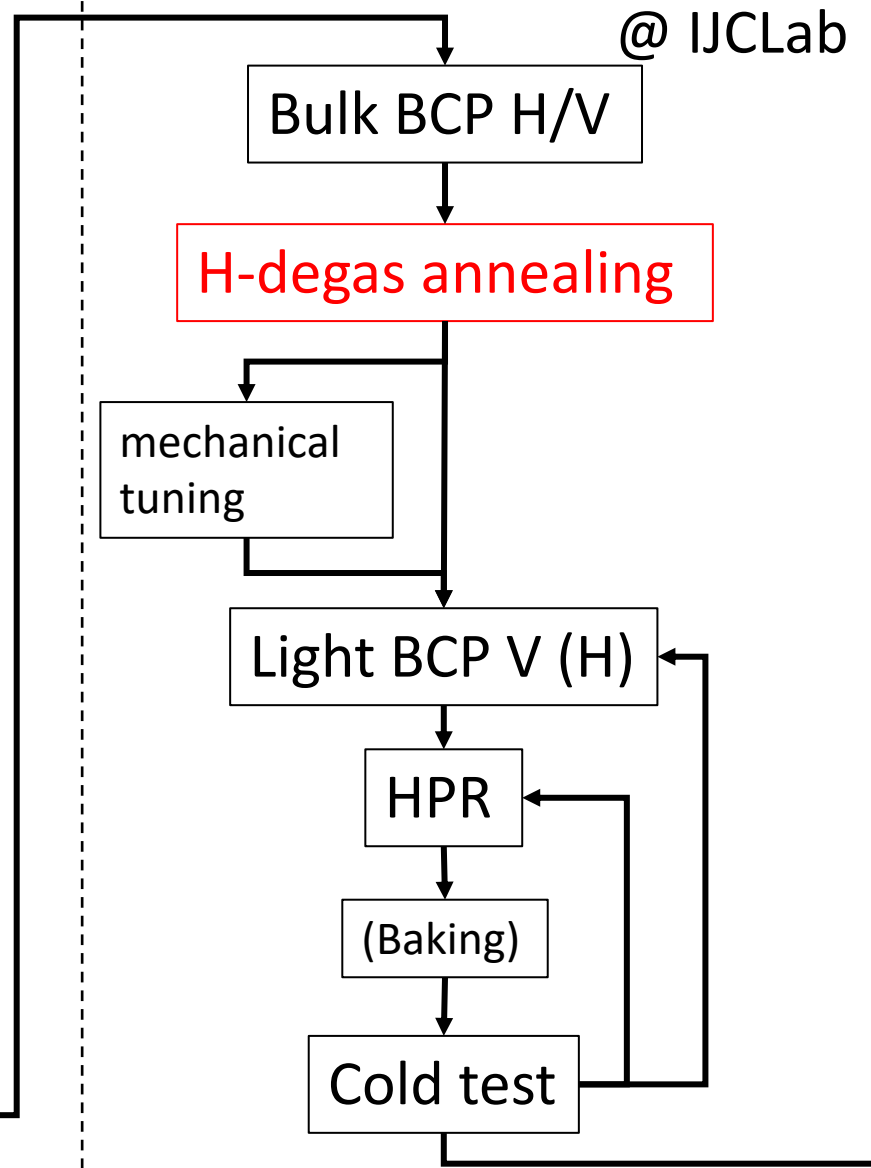 @ IJCLab
Bulk BCP H/V
H-degas annealing
mechanical
tuning
Light BCP V (H)
HPR
(Baking)
Cold test